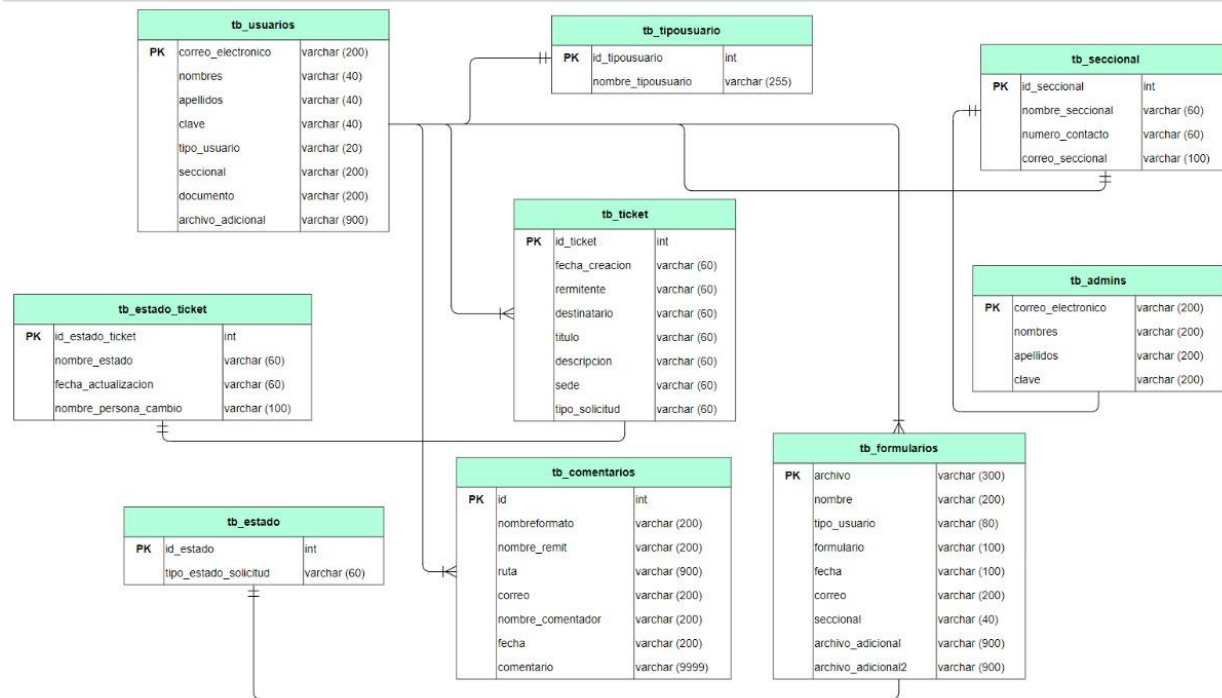 tb_usuarios
PK correo_electronico varchar (200)
nombres varchar (40)
apellidos varchar (40)
clave varchar (40)
tipo_usuario varchar (20)
seccional varchar (200)
documento varchar (200)
archivo_adicional varchar (900)
tb_tipousuario
PK id_tipousuario int
nombre_tipousuario varchar (255)
tb_seccional
PK id_seccional int
nombre_seccional varchar (60)
numero_contacto varchar (60)
correo_seccional varchar (100)
tb_ticket
PK id_ticket int
fecha_creacion varchar (60)
rermitente varchar (60)
destinatario varchar (60)
titulo varchar (60)
descripcion varchar (60)
sede varchar (60)
tipo_solicitud varchar (60)
tb_estado_ticket
PK id_estado_ticket int
nombre_estado varchar (60)
fecha_actualizacion varchar (60)
nombre_persona_cambio varchar (100)
tb_admins
PK correo_electronico varchar (200)
nombres varchar (200)
apellidos varchar (200)
clave varchar (200)
tb_comentarios
PK id int
nombreformato varchar (200)
nombre_remit varchar (200)
ruta varchar (900)
correo varchar (200)
nombre_comentador varchar (200)
fecha varchar (200)
comentario varchar (9999)
tb_formularios
PK archivo varchar (300)
nombre varchar (200)
tipo_usuario varchar (80)
formulario varchar (100)
fecha varchar (100)
correo varchar (200)
seccional varchar (40)
archivo_adicional varchar (900)
archivo_adicional2 varchar (900)
tb_estado
PK id_estado int
tipo_estado_solicitud varchar (60)